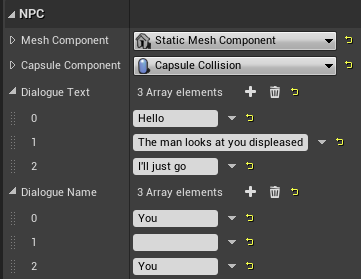 NPC
Mesh Component Static Mesh Component
Capsule Component Capsule Collision
Dialogue Text 3 Array elements
0 Hello
1 The man looks at you displeased
2 I'll just go
Dialogue Name 3 Array elements
0 You
1
2 You